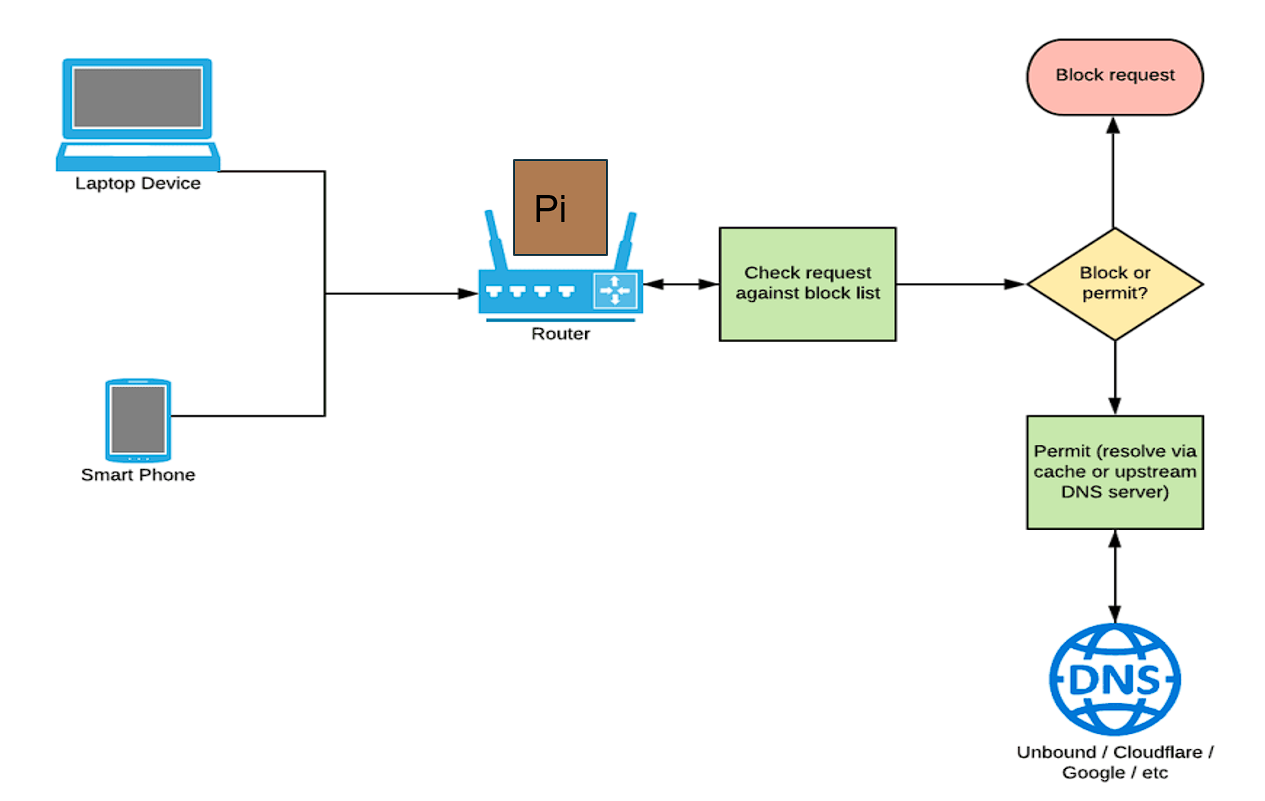 Block request
Laptop Device
Pi
Check request
against block list
Block or
permit?
Router
Smart Phone
Permit (resolve via
cache or upstream
DNS server)
DNS
Unbound / Cloudflare /
Google / etc